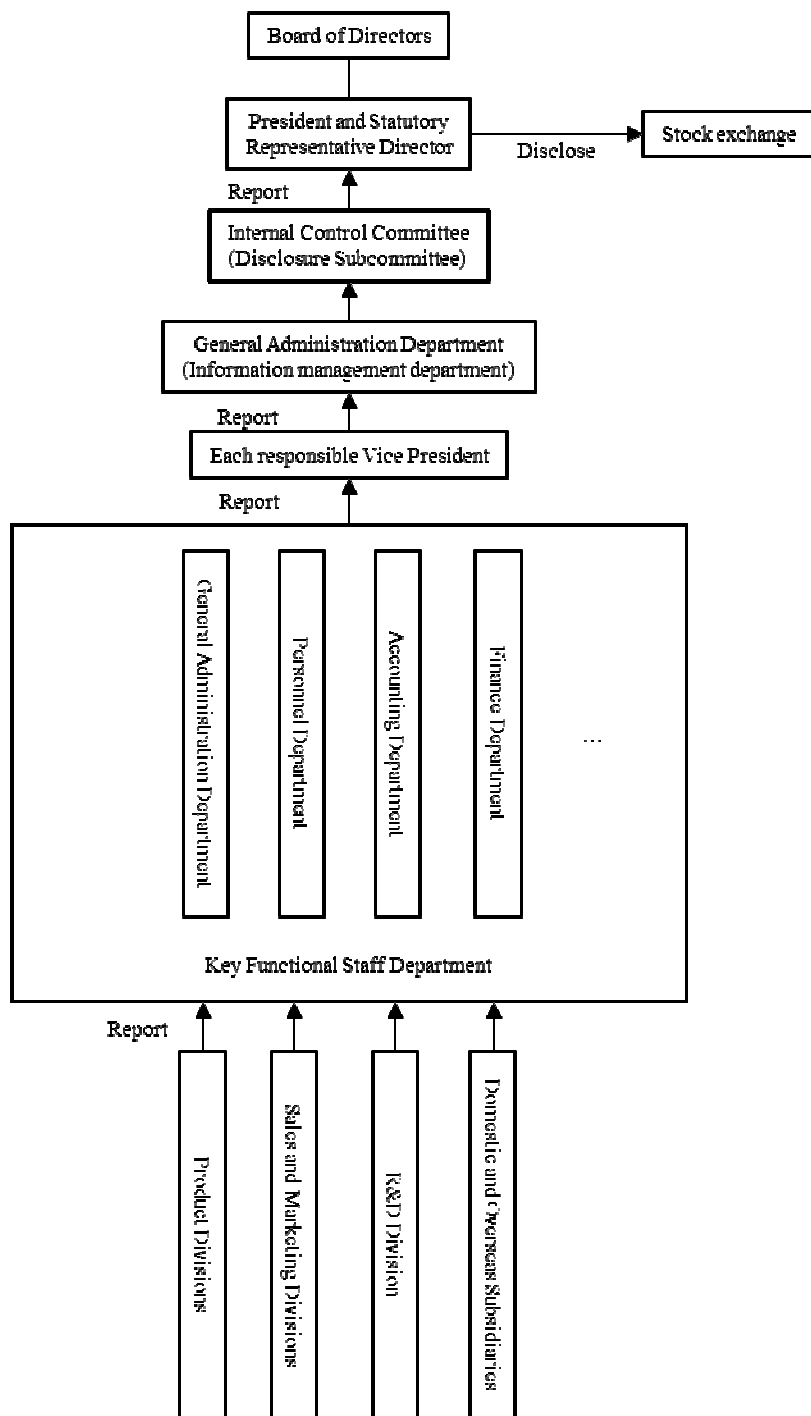 Board of Directors
President and Statutory
Representative Director
Disclose
Stock exchange
Report
Internal Control Committee
(Disclosure Subcommittee)
General Administration Department
(Information management department)
Report
Each responsible Vice President
Report
General Administration Department
Personnel Department
Accounting Department
Finance Department
...
Key Functional Staff Department
Report
Product Divisions
Sales and Marketing Divisions
R&D Division
Domestic and Overseas Subsidiaries